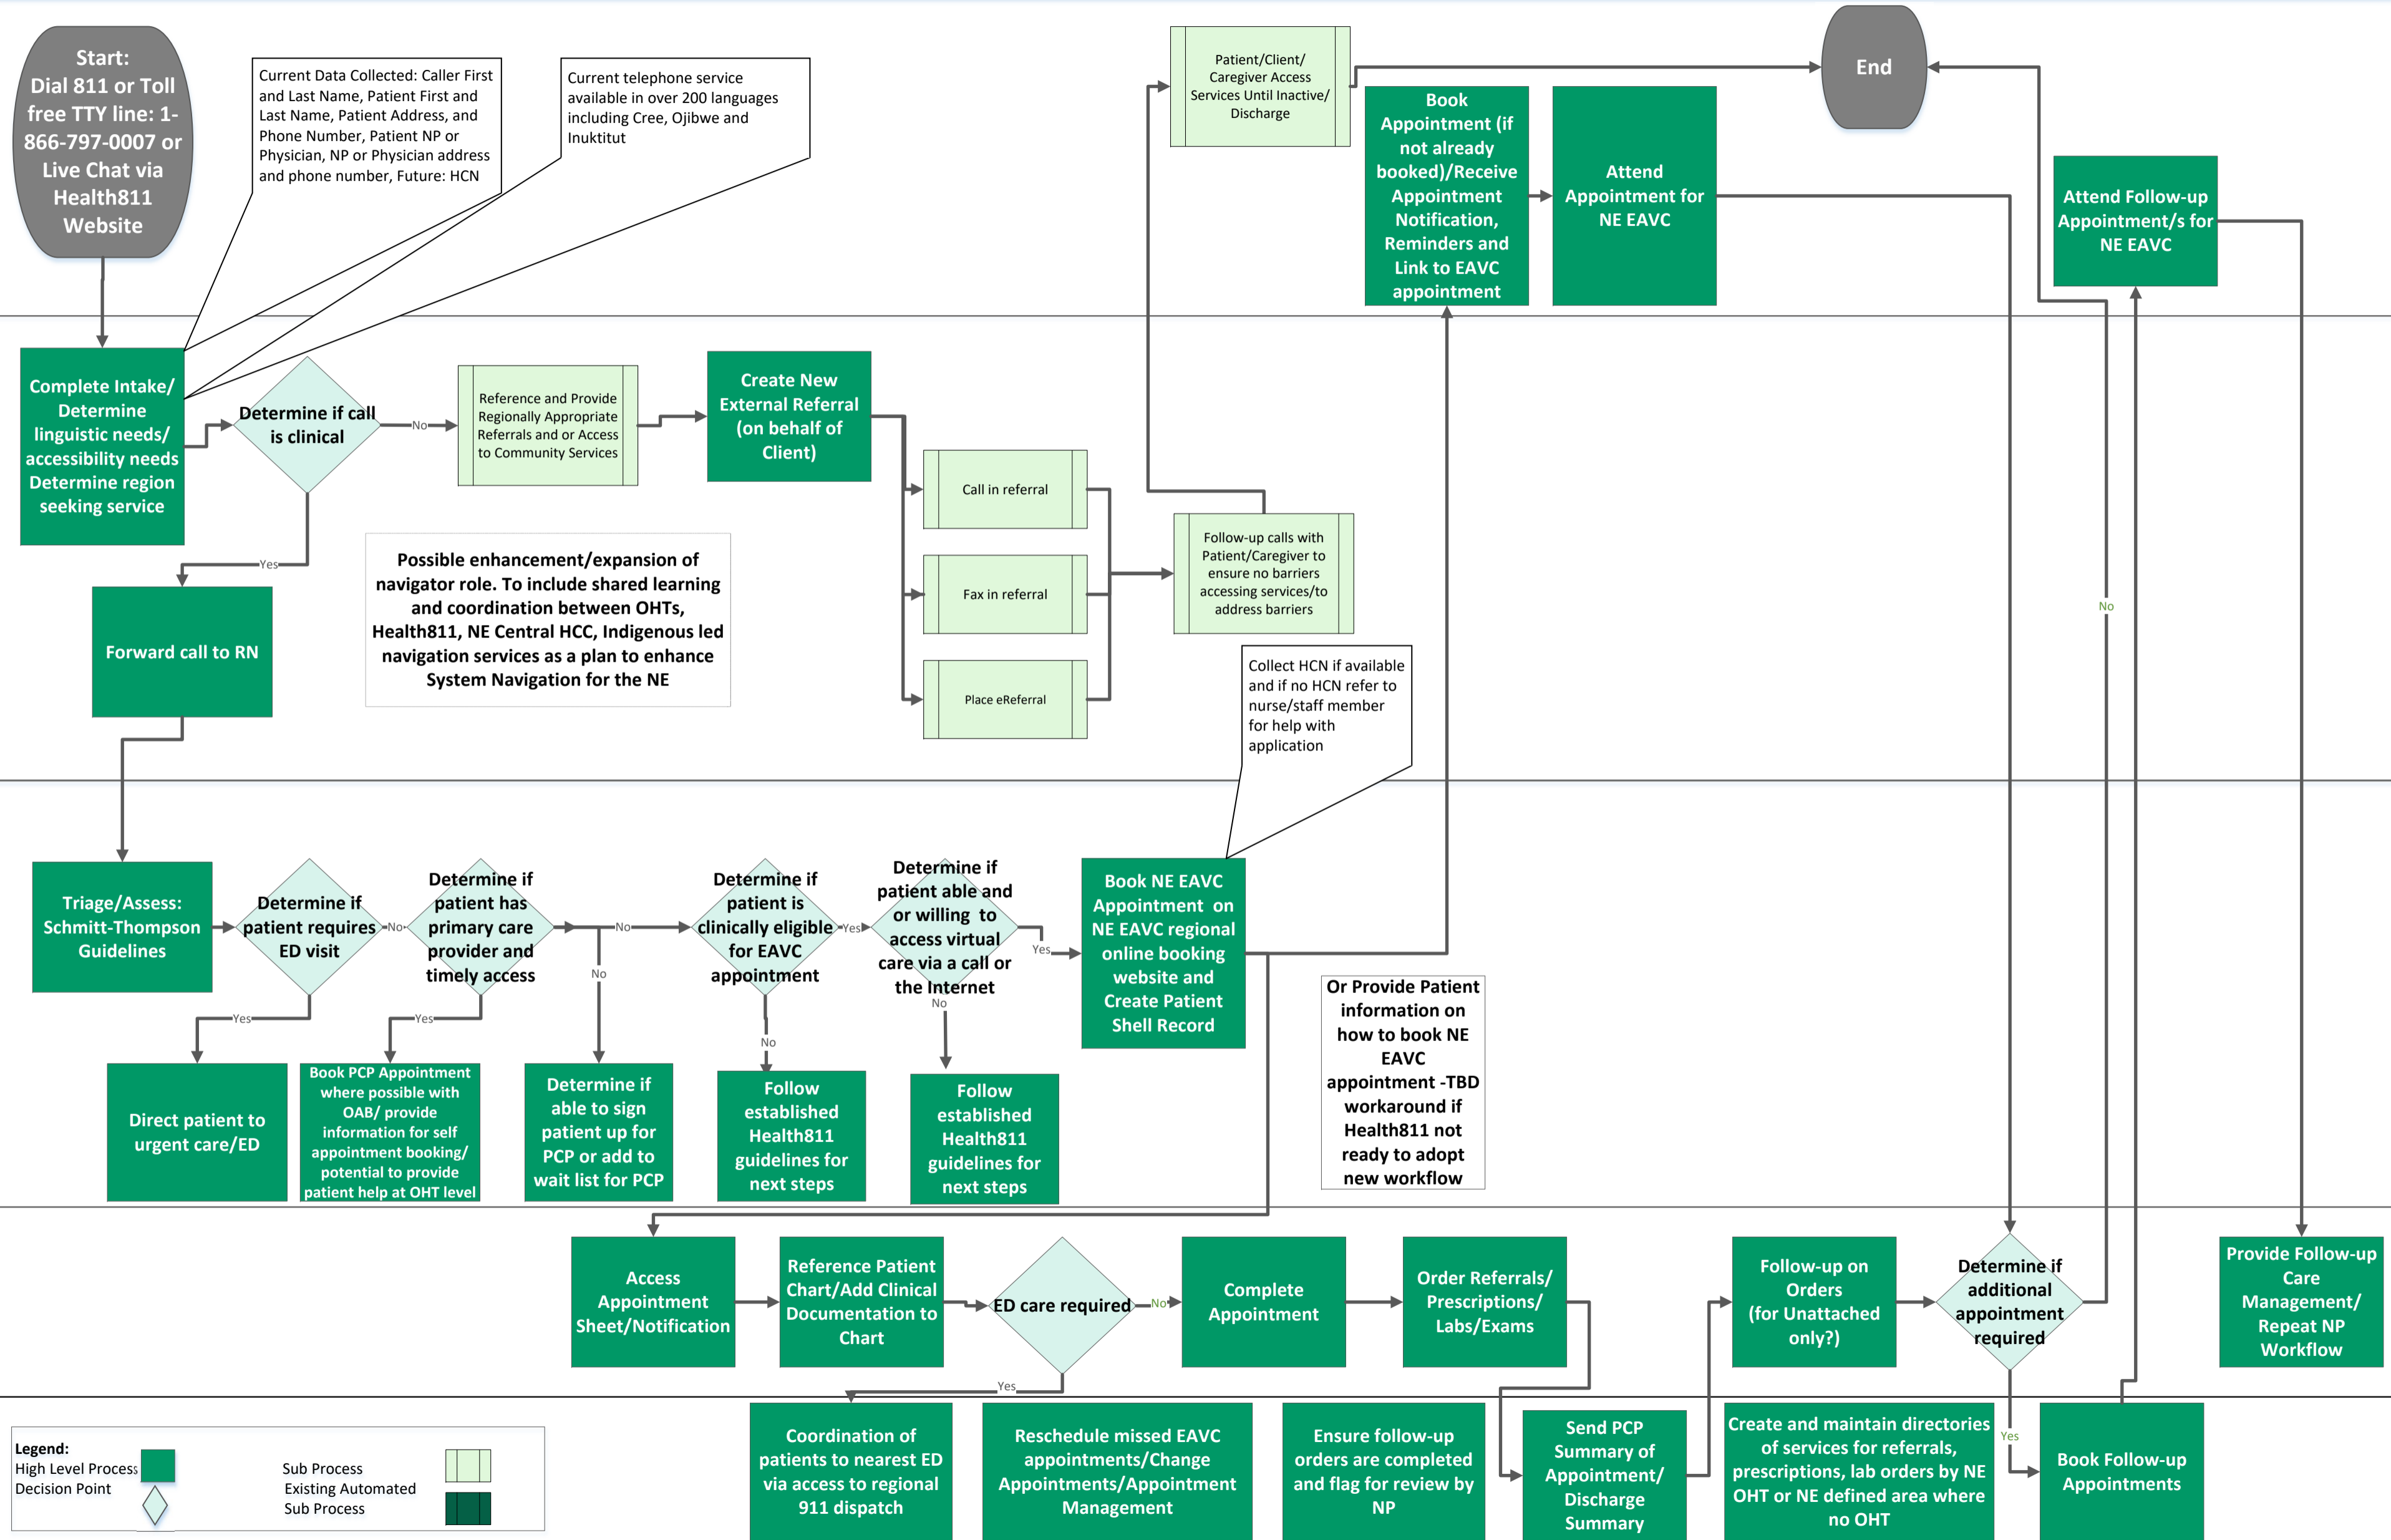 Start:
Dial 811 or Toll
free TTY line: 1-
866-797-0007 or
Live Chat via
Health811
Website
Current Data Collected: Caller First
and Last Name, Patient First and
Last Name, Patient Address, and
Phone Number, Patient NP or
Physician, NP or Physician address
and phone number, Future: HCN
Current telephone service
available in over 200 languages
including Cree, Ojibwe and
Inuktitut
Patient/Client/
Caregiver Access
Services Until Inactive/
Discharge
Book
Appointment (if
not already
booked)/Receive
Appointment
Notification,
Reminders and
Link to EAVC
appointment
Attend
Appointment for
NE EAVC
End
Attend Follow-up
Appointment/s for
NE EAVC
Complete Intake/
Determine
linguistic needs/
accessibility needs
Determine region
seeking service
Determine if call
is clinical
No
Yes
Reference and Provide
Regionally Appropriate
Referrals and or Access
to Community Services
Create New
External Referral
(on behalf of
Client)
Call in referral
Fax in referral
Place eReferral
Follow-up calls with
Patient/Caregiver to
ensure no barriers
accessing services/to
address barriers
No
Forward call to RN
Possible enhancement/expansion of
navigator role. To include shared learning
and coordination between OHTs,
Health811, NE Central HCC, Indigenous led
navigation services as a plan to enhance
System Navigation for the NE
Collect HCN if available
and if no HCN refer to
nurse/staff member
for help with
application
Triage/Assess:
Schmitt-Thompson
Guidelines
Determine if
patient requires
ED visit
No
Yes
Determine if
patient has
primary care
provider and
timely access
Yes
No
No
Determine if
patient is
clinically eligible
for EAVC
appointment
Yes
No
Determine if
patient able and
or willing to
access virtual
care via a call or
the Internet
Yes
No
Book NE EAVC
Appointment on
NE EAVC regional
online booking
website and
Create Patient
Shell Record
Or Provide Patient
information on
how to book NE
EAVC
appointment -TBD
workaround if
Health811 not
ready to adopt
new workflow
Direct patient to
urgent care/ED
Book PCP Appointment
where possible with
OAB/ provide
information for self
appointment booking/
potential to provide
patient help at OHT level
Determine if
able to sign
patient up for
PCP or add to
wait list for PCP
Follow
established
Health811
guidelines for
next steps
Follow
established
Health811
guidelines for
next steps
Access
Appointment
Sheet/Notification
Reference Patient
Chart/Add Clinical
Documentation to
Chart
ED care required
No
Yes
Complete
Appointment
Order Referrals/
Prescriptions/
Labs/Exams
Follow-up on
Orders
(for Unattached
only?)
Determine if
additional
appointment
required
Yes
Provide Follow-up
Care
Management/
Repeat NP
Workflow
Legend:
High Level Process
Decision Point
Sub Process
Existing Automated
Sub Process
Coordination of
patients to nearest ED
via access to regional
911 dispatch
Reschedule missed EAVC
appointments/Change
Appointments/Appointment
Management
Ensure follow-up
orders are completed
and flag for review by
NP
Send PCP
Summary of
Appointment/
Discharge
Summary
Create and maintain directories
of services for referrals,
prescriptions, lab orders by NE
OHT or NE defined area where
no OHT
Book Follow-up
Appointments